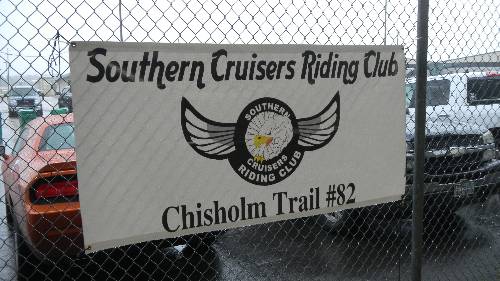 Southern Cruisers Riding Club
SOUTHERN
CRUISERS
RIDING CLUB
Chisholm Trail #82